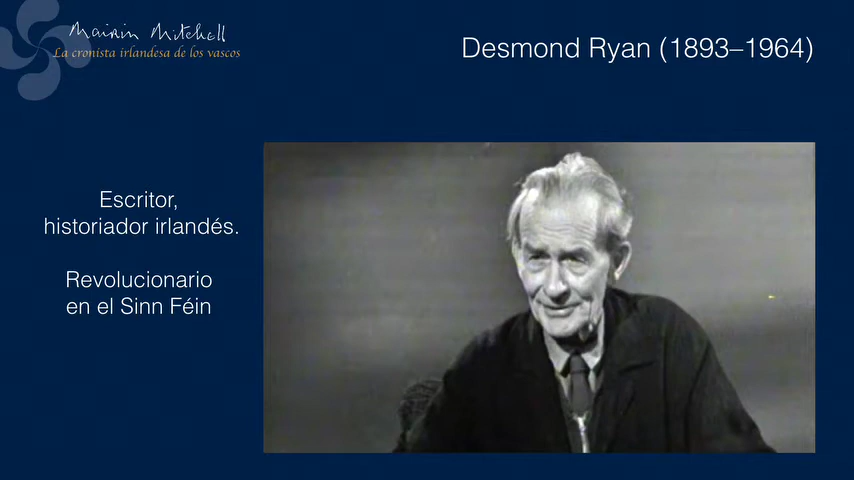 Mairin Mitchell
La cronista irlandesa de los vascos
Desmond Ryan (1893–1964)
Escritor,
historiador irlandés.
Revolucionario
en el Sinn Féin